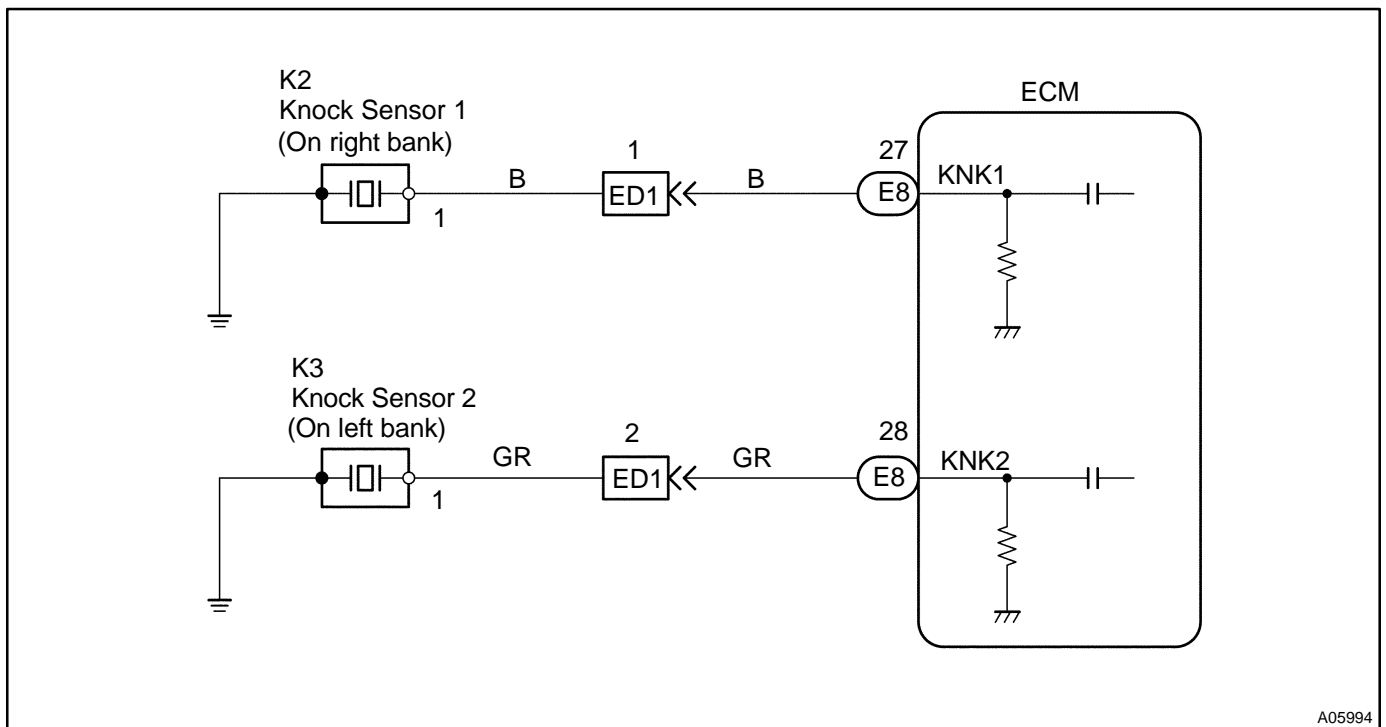 K2
Knock Sensor 1
(On right bank)
1
B
1
ED1
B
27
E8
ECM
KNK1
K3
Knock Sensor 2
(On left bank)
1
GR
2
ED1
GR
28
E8
KNK2
A05994